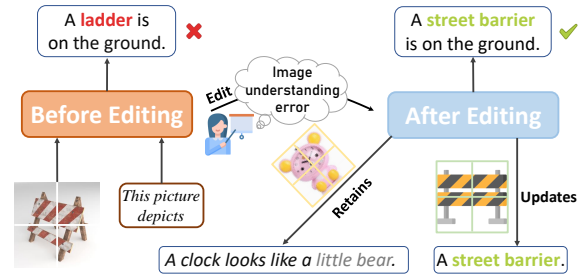 A ladder is
on the ground.
A street barrier
is on the ground.
Image
understanding
error
Edit
Before Editing
After Editing
This picture
depicts
Retains
Updates
A clock looks like a little bear.
A street barrier.